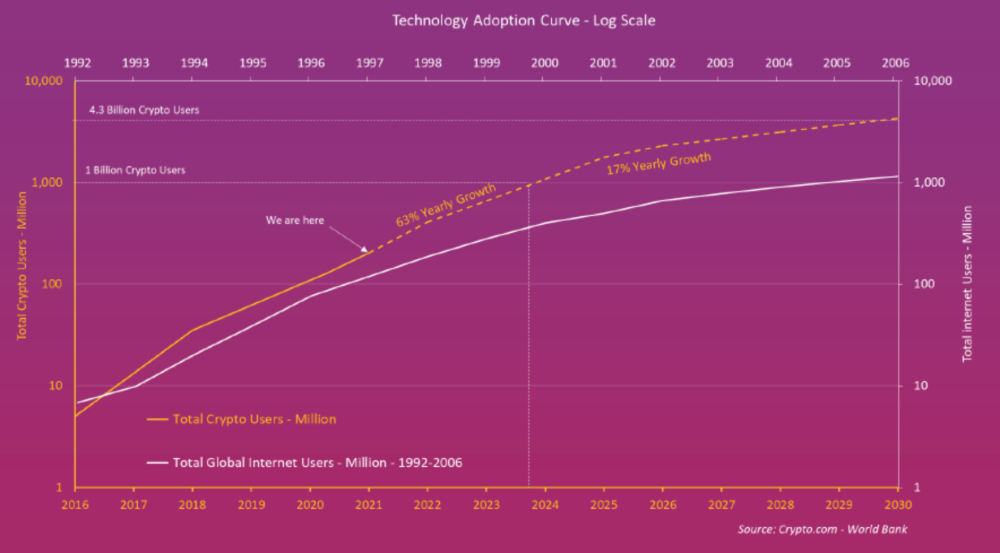 Technology Adoption Curve - Log Scale
1992 1993 1994 1995 1996 1997 1998 1999 2000 2001 2002 2003 2004 2005 2006
10,000 10,000
4.3 Billion Crypto Users
1 Billion Crypto Users
1,000 1,000
63% Yearly Growth
17% Yearly Growth
We are here
Total Crypto Users - Million
Total internet Users - Million
100 100
10 10
Total Crypto Users - Million
Total Global Internet Users - Million - 1992-2006
1 1
2016 2017 2018 2019 2020 2021 2022 2023 2024 2025 2026 2027 2028 2029 2030
Source: Crypto.com - World Bank